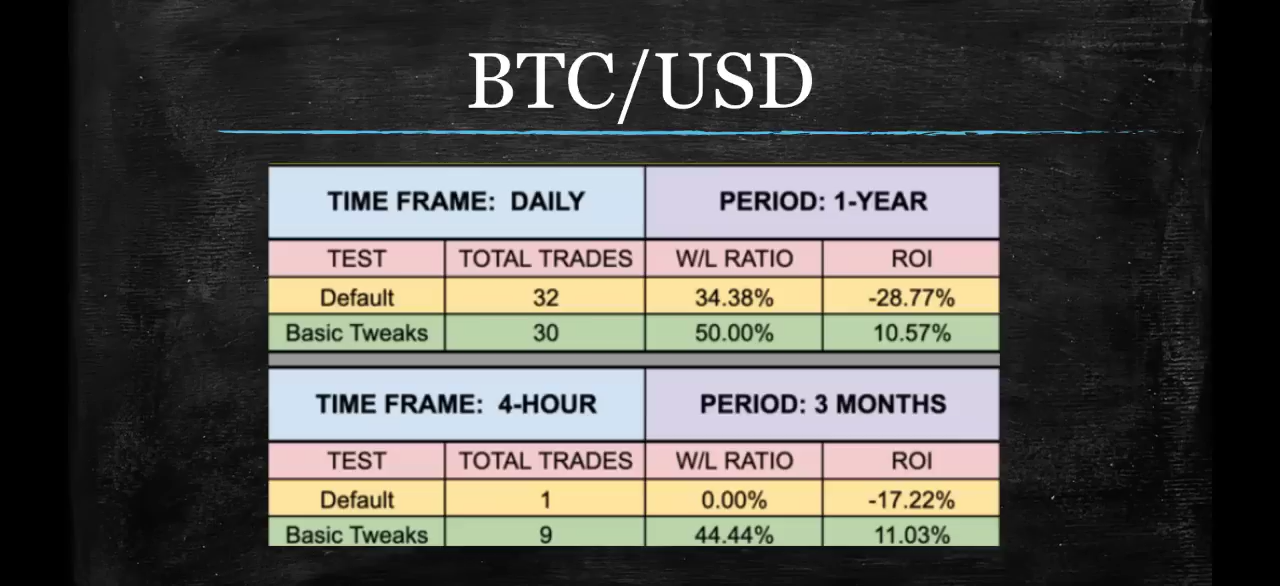 BTC/USD
TIME FRAME: DAILY PERIOD: 1-YEAR
TEST TOTAL TRADES W/L RATIO ROI
Default 32 34.38% -28.77%
Basic Tweaks 30 50.00% 10.57%
TIME FRAME: 4-HOUR PERIOD: 3 MONTHS
TEST TOTAL TRADES W/L RATIO ROI
Default 1 0.00% -17.22%
Basic Tweaks 9 44.44% 11.03%